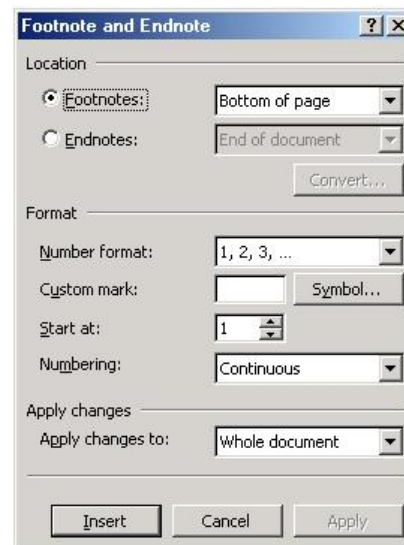 Footnote and Endnote
Location
Footnotes: Bottom of page
Endnotes: End of document
Convert...
Format
Number format: 1, 2, 3, ...
Custom mark: Symbol...
Start at: 1
Numbering: Continuous
Apply changes
Apply changes to: Whole document
Insert Cancel Apply